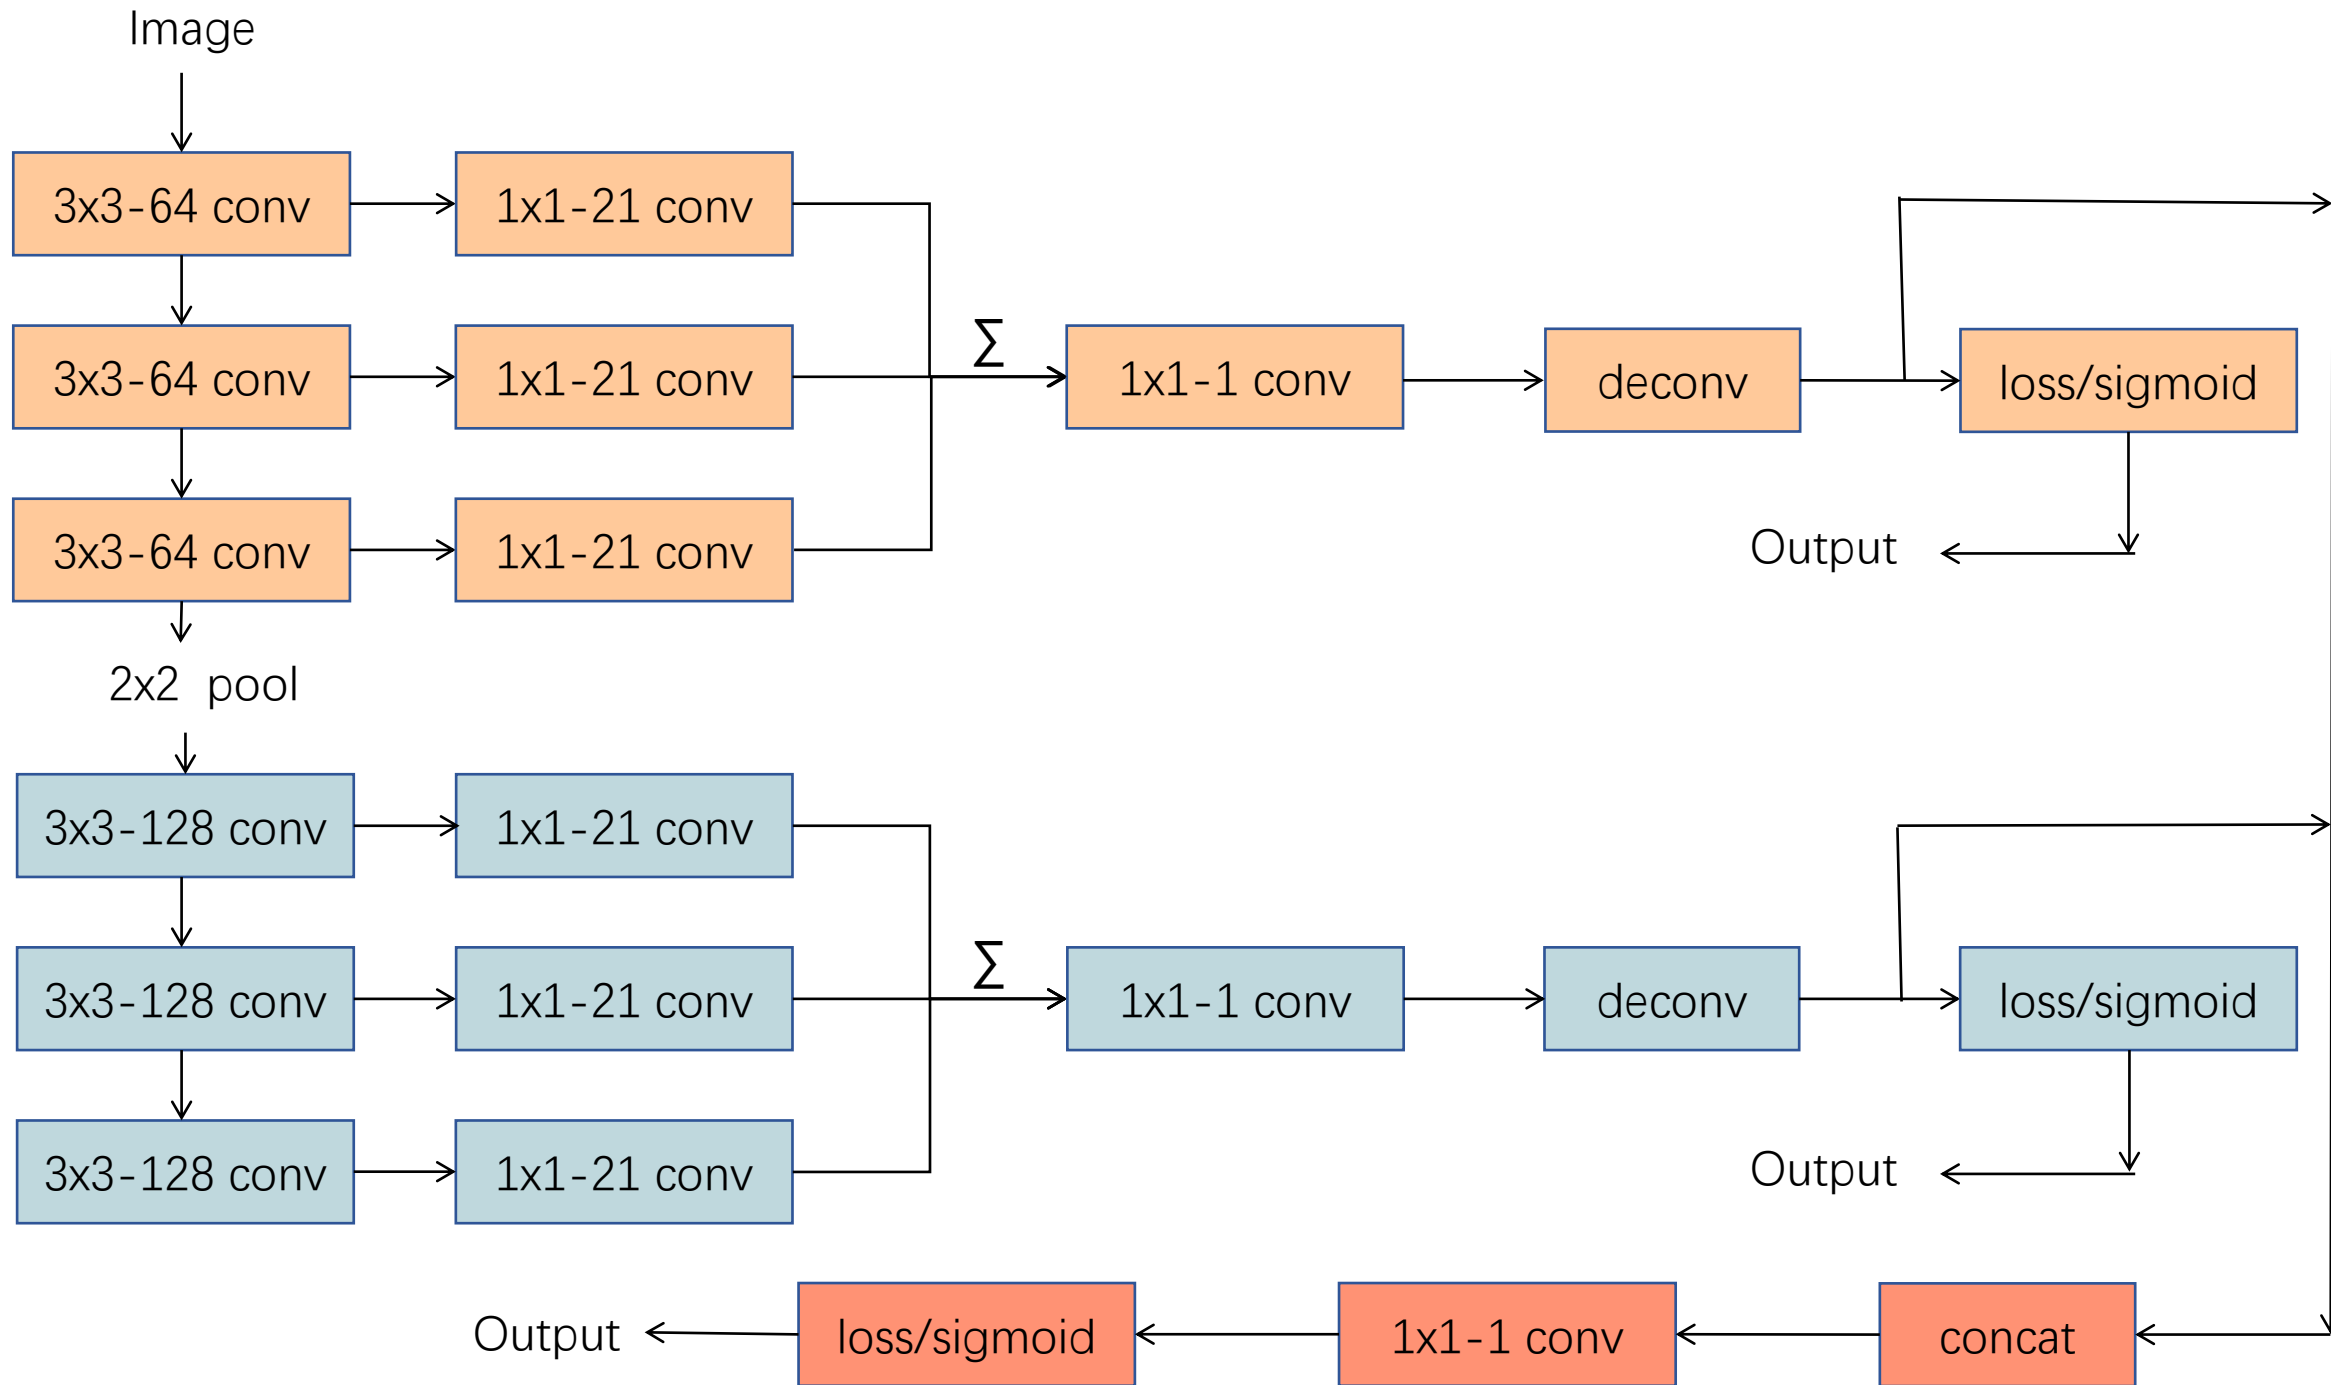 Image
3x3-64 conv
1x1-21 conv
3x3-64 conv
1x1-21 conv
∑
1x1-1 conv
deconv
loss/sigmoid
3x3-64 conv
1x1-21 conv
Output
2x2 pool
3x3-128 conv
1x1-21 conv
3x3-128 conv
1x1-21 conv
∑
1x1-1 conv
deconv
loss/sigmoid
3x3-128 conv
1x1-21 conv
Output
Output
loss/sigmoid
1x1-1 conv
concat